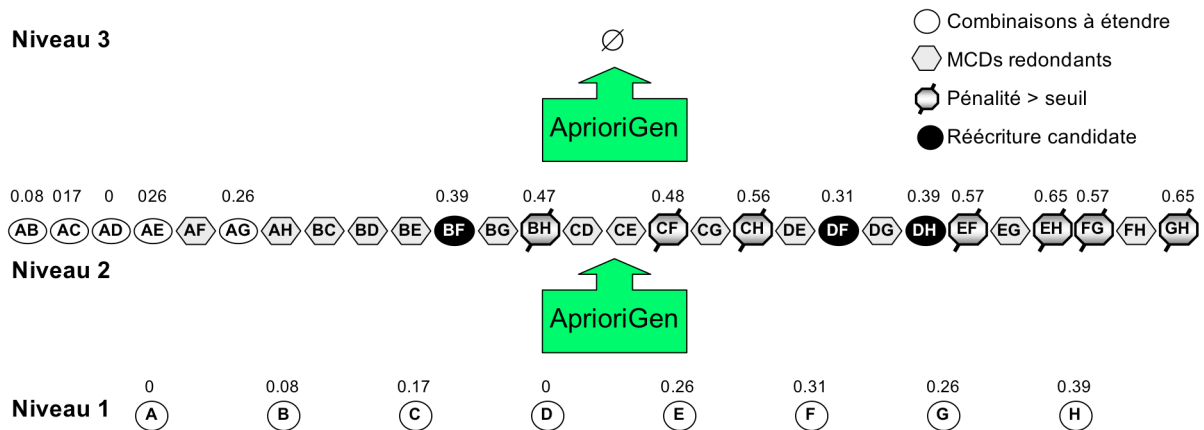 Niveau 3
∅
Combinaisons à étendre
MCDs redondants
Pénalité > seuil
Réécriture candidate
AprioriGen
0.08 017 0 026 0.26 0.39 0.47 0.48 0.56 0.31 0.39 0.57 0.65 0.57 0.65
AB AC AD AE AF AG AH BC BD BE BF BG BH CD CE CF CG CH DE DF DG DH EF EG EH FG FH GH
Niveau 2
AprioriGen
0 0.08 0.17 0 0.26 0.31 0.26 0.39
Niveau 1 A B C D E F G H